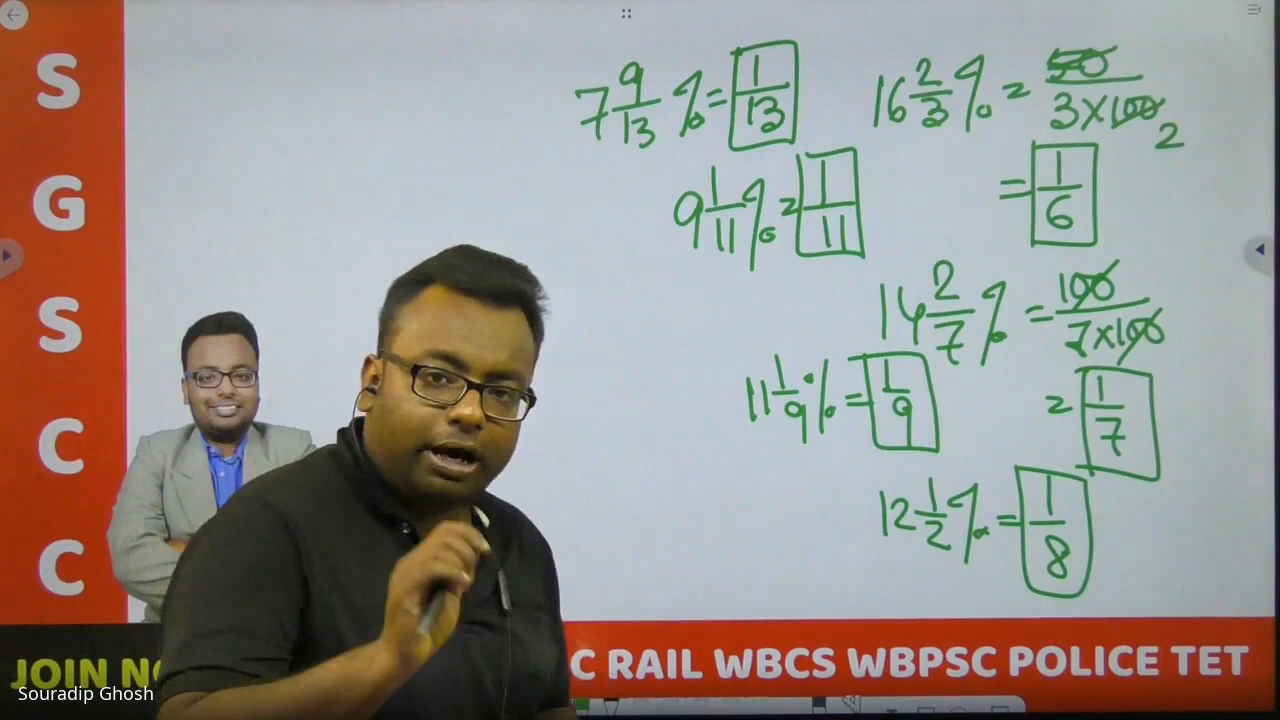 S
G
S
C
C
7 9/13 % = 1/13
16 2/3 % = 50/3×100 2
= 1/6
9 1/11 % = 1/11
14 2/7 % = 100/7×100
= 1/7
11 1/9 % = 1/9
12 1/2 % = 1/8
JOIN NO
C RAIL WBCS WBPSC POLICE TET
Souradip Ghosh